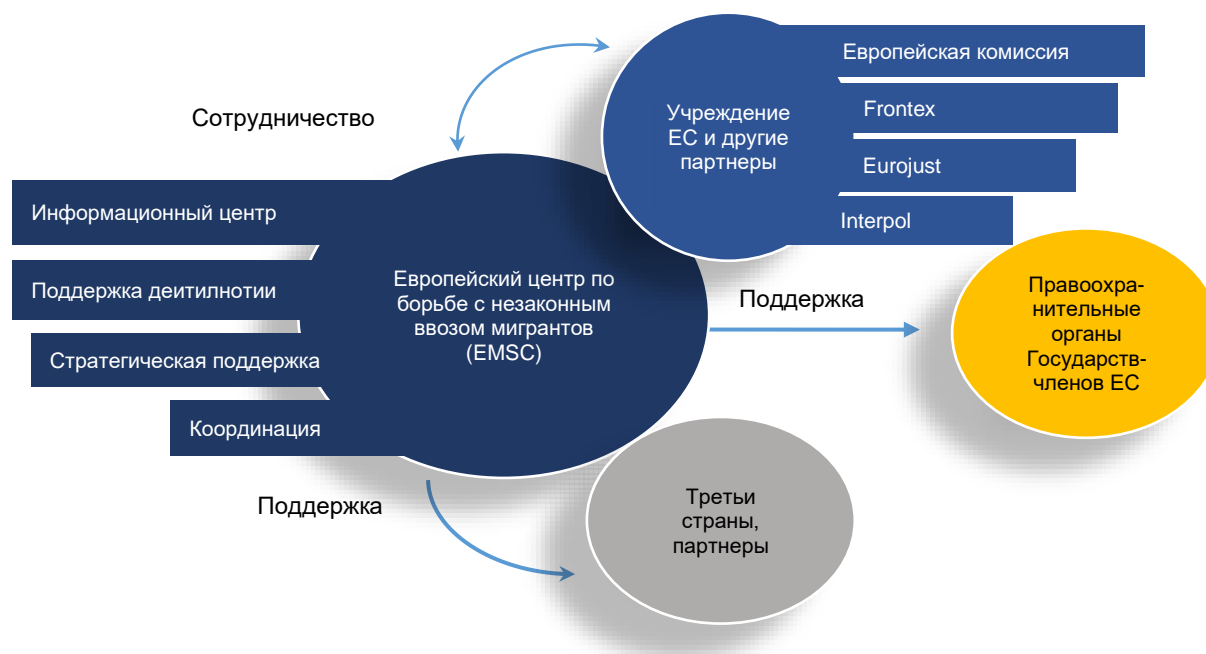 Европейская комиссия
Учреждение
ЕС и другие
партнеры
Frontex
Eurojust
Interpol
Сотрудничество
Информационный центр
Поддержка деитилнотии
Стратегическая поддержка
Координация
Европейский центр по
борьбе с незаконным
ввозом мигрантов
(EMSC)
Поддержка
Правоохра-
нительные
органы
Государств-
членов ЕС
Поддержка
Третьи
страны,
партнеры